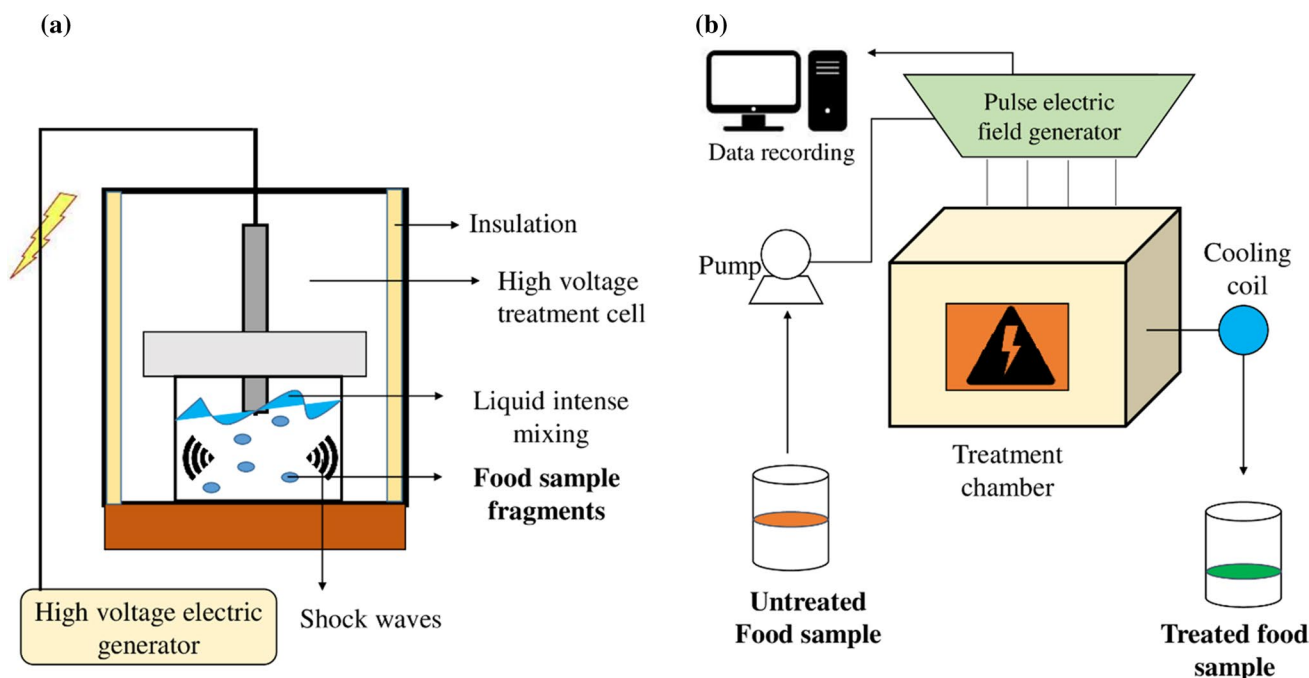 (a)
Insulation
High voltage
treatment cell
Liquid intense
mixing
Food sample
fragments
Shock waves
High voltage electric
generator
(b)
Data recording
Pulse electric
field generator
Pump
Cooling
coil
Treatment
chamber
Untreated
Food sample
Treated food
sample